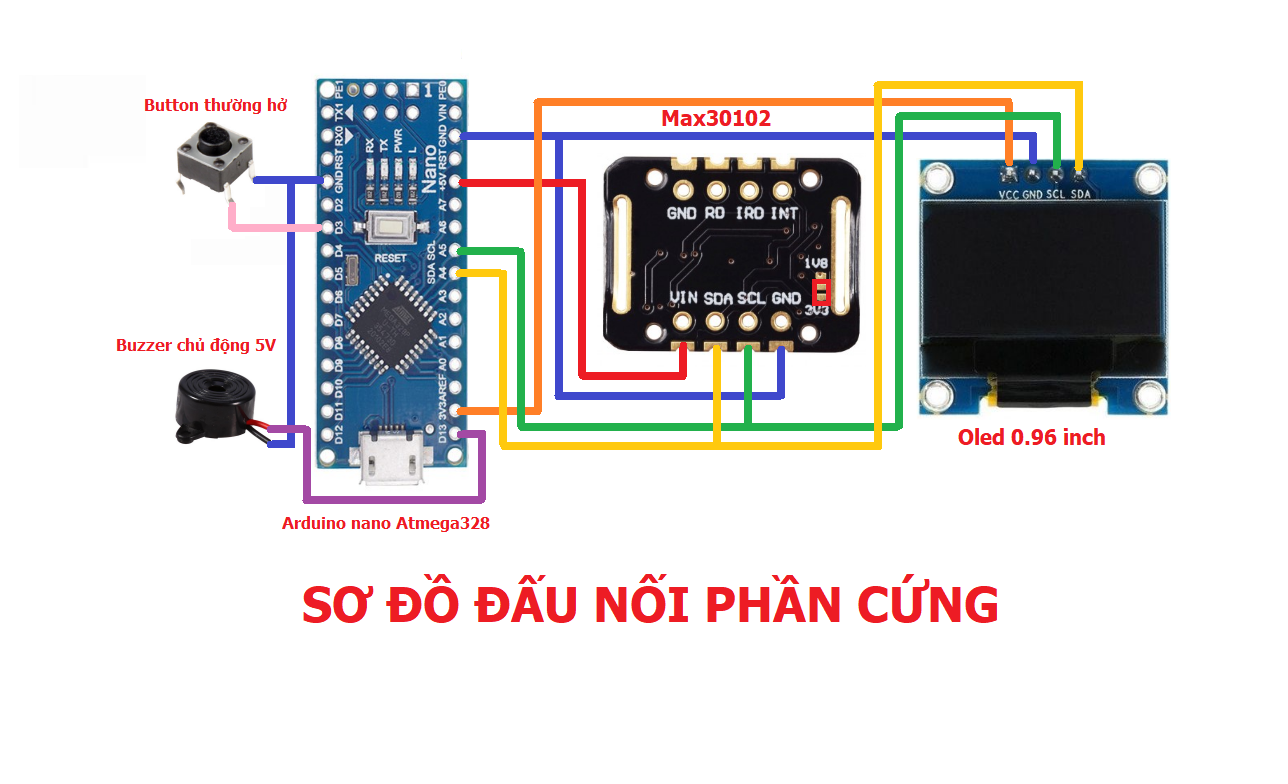 Button thường hở
Buzzer chủ động 5V
PE1
TX1
RX0
RST
GND
D2
D3
D4
D5
D6
D7
D8
D9
D10
D11
D12
1
RX
TX
PWR
L
Nano
RESET
SDA SCL
PE0
VIN
GND
RST
+5V
A7
A6
A5
A4
A3
A2
A1
A0
AREF
3V3
D13
Arduino nano Atmega328
Max30102
GND RD IRD INT
1V8
VIN SDA SCL GND
3V3
VCC GND SCL SDA
Oled 0.96 inch
SƠ ĐỒ ĐẤU NỐI PHẦN CỨNG